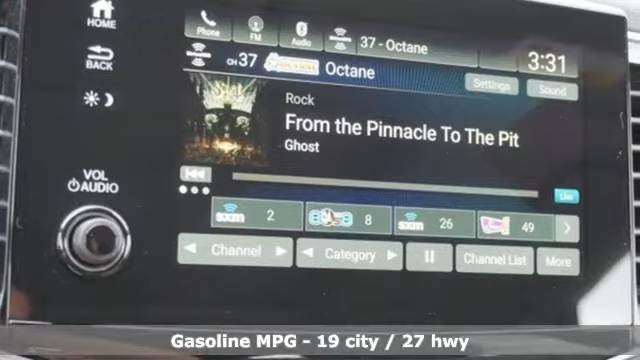 HOME
BACK
VOL
AUDIO
Phone
FM
Audio
37 - Octane
3:31
CH 37
Octane
Settings
Sound
Rock
From the Pinnacle To The Pit
Ghost
Live
sxm 2
8
sxm 26
49
Channel
Category
Channel List
More
Gasoline MPG - 19 city / 27 hwy